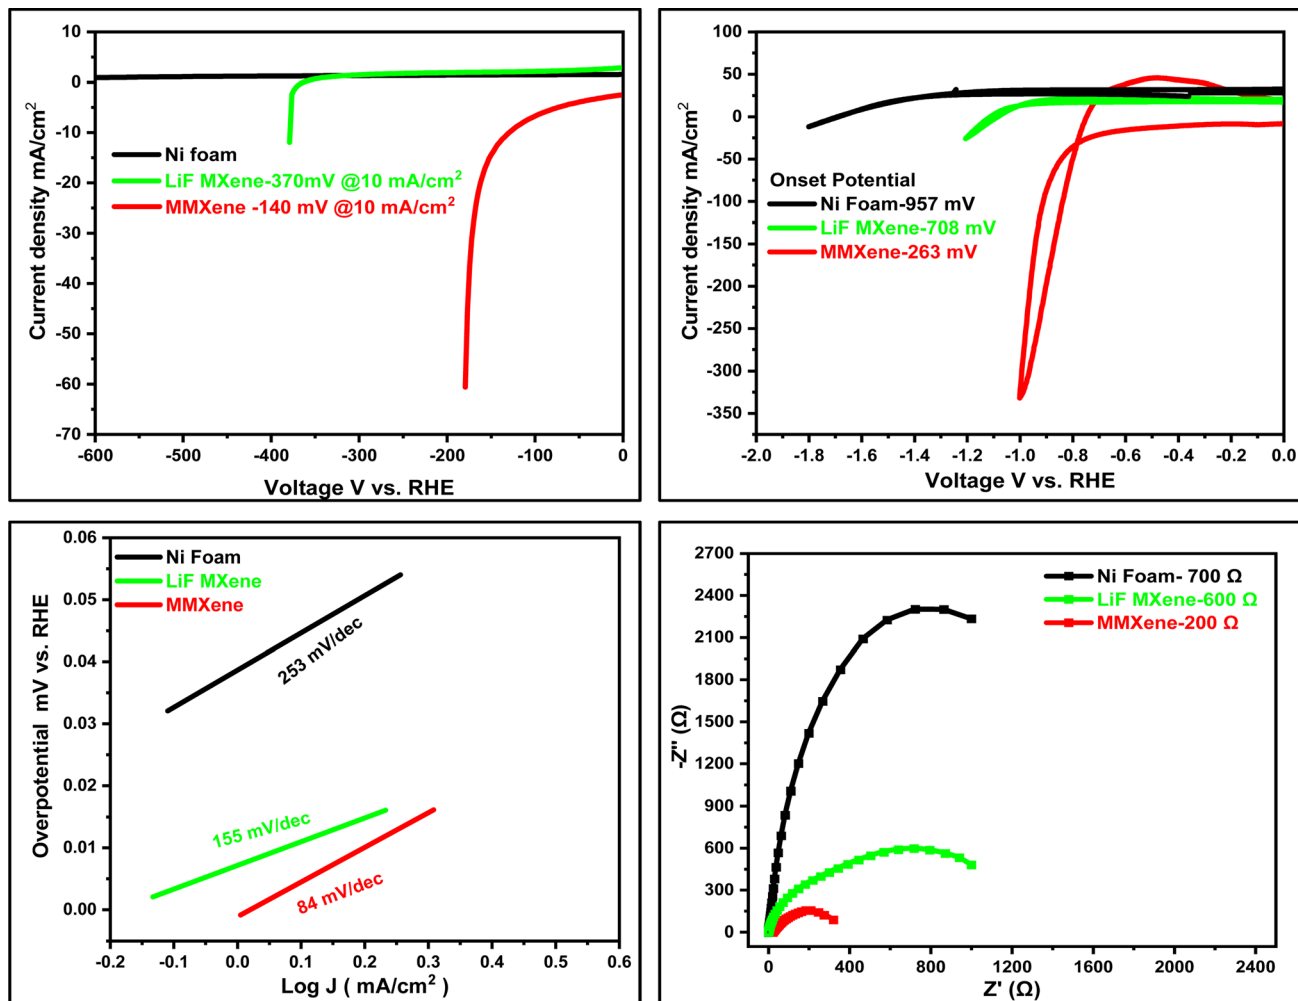 10
0
-10
-20
-30
-40
-50
-60
-70
Current density mA/cm²
Ni foam
LiF MXene-370mV @10 mA/cm²
MMXene -140 mV @10 mA/cm²
-600
-500
-400
-300
-200
-100
0
Voltage V vs. RHE
100
50
0
-50
-100
-150
-200
-250
-300
-350
Current density mA/cm²
Onset Potential
Ni Foam-957 mV
LiF MXene-708 mV
MMXene-263 mV
-2.0
-1.8
-1.6
-1.4
-1.2
-1.0
-0.8
-0.6
-0.4
-0.2
0.0
Voltage V vs. RHE
0.06
0.05
0.04
0.03
0.02
0.01
0.00
Overpotential mV vs. RHE
Ni Foam
LiF MXene
MMXene
253 mV/dec
155 mV/dec
84 mV/dec
-0.2
-0.1
0.0
0.1
0.2
0.3
0.4
0.5
0.6
Log J ( mA/cm² )
2700
2400
2100
1800
1500
1200
900
600
300
0
-Z'' (Ω)
Ni Foam- 700 Ω
LiF MXene-600 Ω
MMXene-200 Ω
0
400
800
1200
1600
2000
2400
Z' (Ω)